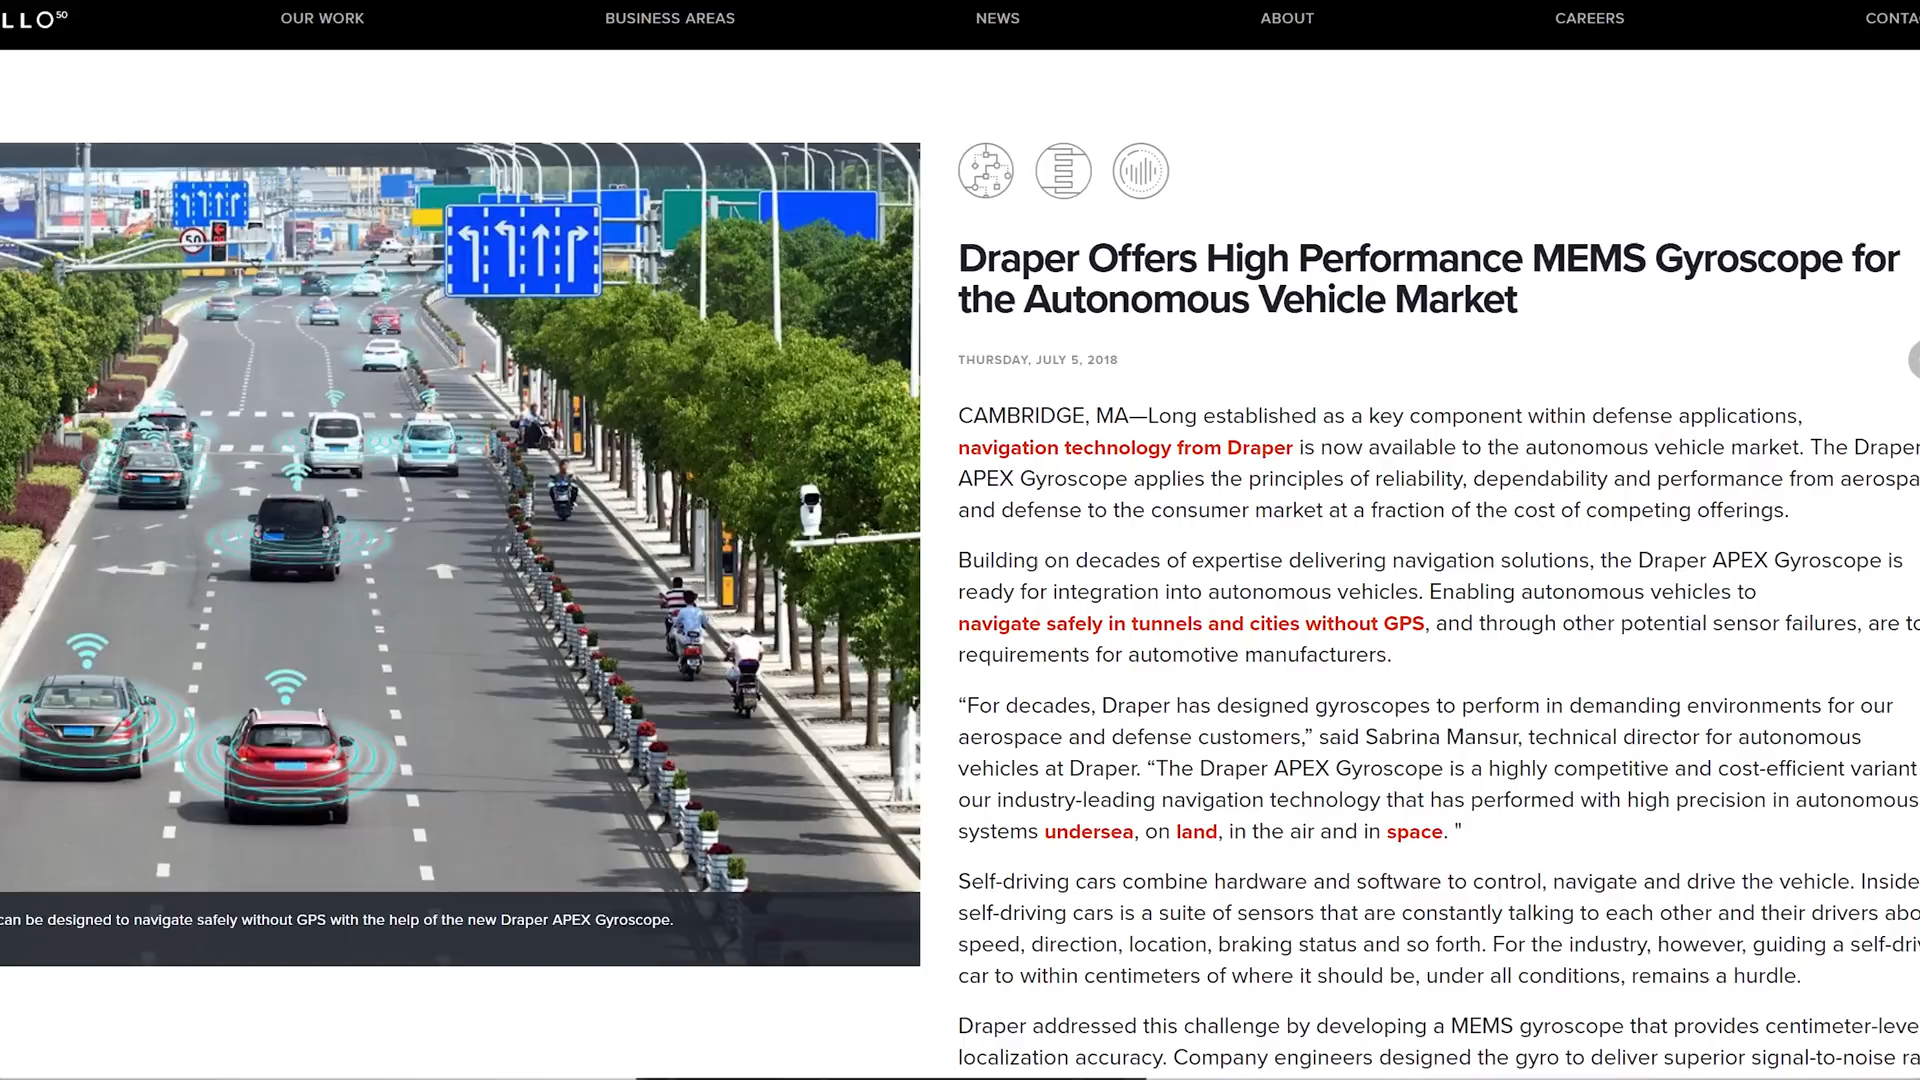 LLO50
OUR WORK
BUSINESS AREAS
NEWS
ABOUT
CAREERS
CONTA
50
Draper Offers High Performance MEMS Gyroscope for
the Autonomous Vehicle Market
THURSDAY, JULY 5, 2018
CAMBRIDGE, MA—Long established as a key component within defense applications,
navigation technology from Draper is now available to the autonomous vehicle market. The Draper
APEX Gyroscope applies the principles of reliability, dependability and performance from aerospa
and defense to the consumer market at a fraction of the cost of competing offerings.
Building on decades of expertise delivering navigation solutions, the Draper APEX Gyroscope is
ready for integration into autonomous vehicles. Enabling autonomous vehicles to
navigate safely in tunnels and cities without GPS, and through other potential sensor failures, are to
requirements for automotive manufacturers.
“For decades, Draper has designed gyroscopes to perform in demanding environments for our
aerospace and defense customers,” said Sabrina Mansur, technical director for autonomous
vehicles at Draper. “The Draper APEX Gyroscope is a highly competitive and cost-efficient variant
our industry-leading navigation technology that has performed with high precision in autonomous
systems undersea, on land, in the air and in space. "
Self-driving cars combine hardware and software to control, navigate and drive the vehicle. Inside
self-driving cars is a suite of sensors that are constantly talking to each other and their drivers abo
speed, direction, location, braking status and so forth. For the industry, however, guiding a self-driv
car to within centimeters of where it should be, under all conditions, remains a hurdle.
Draper addressed this challenge by developing a MEMS gyroscope that provides centimeter-leve
localization accuracy. Company engineers designed the gyro to deliver superior signal-to-noise ra
can be designed to navigate safely without GPS with the help of the new Draper APEX Gyroscope.